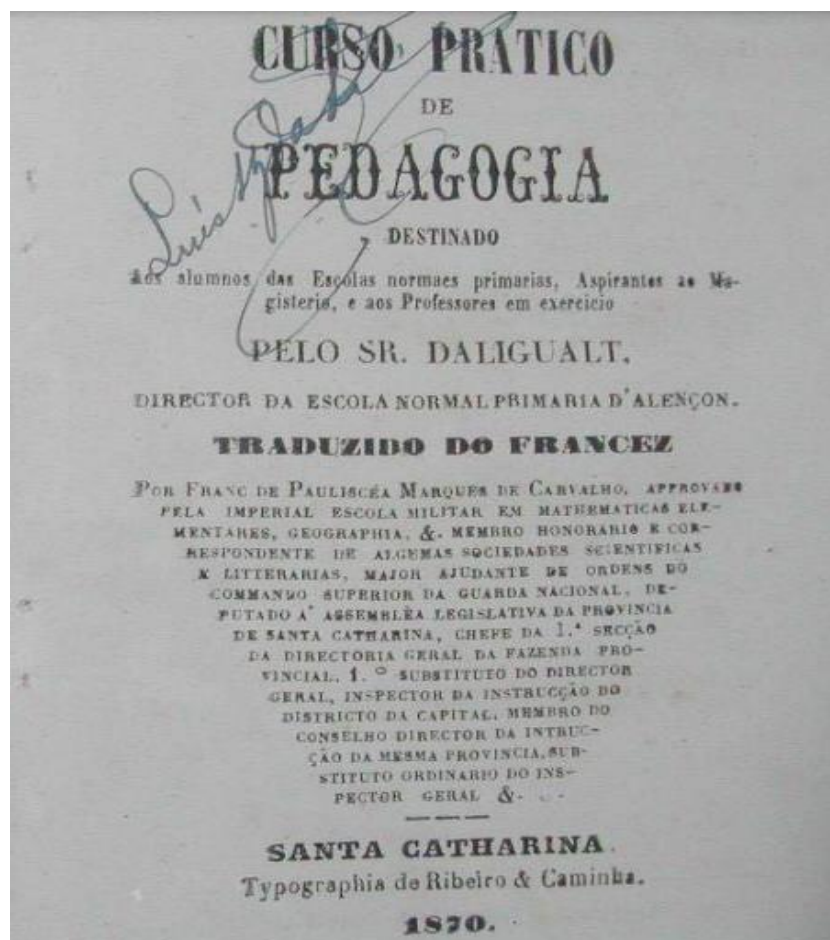 CURSO PRATICO
DE
PEDAGOGIA
DESTINADO
Aos alumnos das Escolas normaes primarias, Aspirantes ao Ma-
gisterio, e aos Professores em exercicio
PELO SR. DALIGUALT,
DIRECTOR DA ESCOLA NORMAL PRIMARIA D'ALENÇON.
TRADUZIDO DO FRANCEZ
POR FRANC DE PAULISCÉA MARQUES DE CARVALHO, APPROVADO
PELA IMPERIAL ESCOLA MILITAR EM MATHEMATICAS ELE-
MENTARES, GEOGRAPHIA, &. MEMBRO HONORARIO E COR-
RESPONDENTE DE ALGEMAS SOCIEDADES SCIENTIFICAS
E LITTERARIAS, MAJOR AJUDANTE DE ORDENS DO
COMMANDO SUPERIOR DA GUARDA NACIONAL, DE-
PUTADO A' ASSEMBLÈA LEGISLATIVA DA PROVINCIA
DE SANTA CATHARINA, CHEFE DA 1.ª SECÇÃO
DA DIRECTORIA GERAL DA FAZENDA PRO-
VINCIAL, 1.º SUBSTITUTO DO DIRECTOR
GERAL, INSPECTOR DA INSTRUCÇÃO DO
DISTRICTO DA CAPITAL, MEMBRO DO
CONSELHO DIRECTOR DA INTRUC-
ÇÃO DA MESMA PROVINCIA, SUB-
STITUTO ORDINARIO DO INS-
PECTOR GERAL &.
SANTA CATHARINA.
Typographia de Ribeiro & Caminha.
1870.
Luís